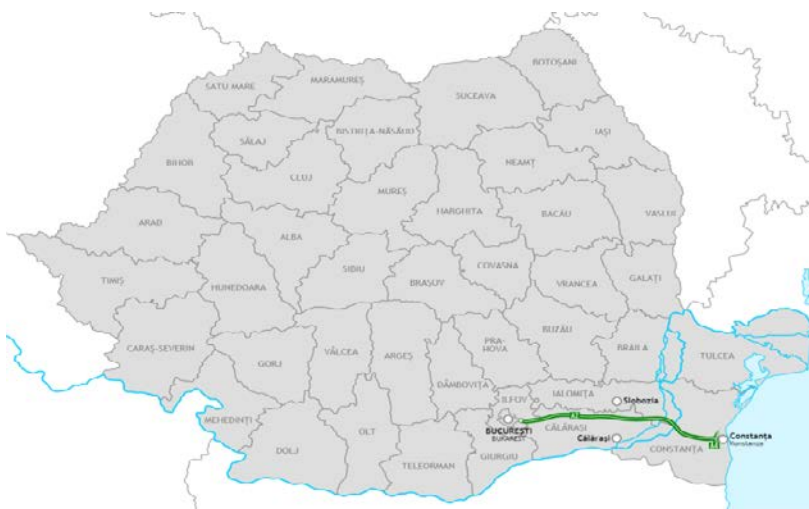 BOTOȘANI
SATU MARE
MARAMUREȘ
SUCEAVA
SĂLAJ
BISTRIȚA-NĂSĂUD
IAȘI
BIHOR
CLUJ
NEAMȚ
MUREȘ
HARGHITA
BACĂU
VASLUI
ARAD
ALBA
TIMIȘ
HUNEDOARA
SIBIU
BRAȘOV
COVASNA
VRANCEA
GALAȚI
CARAȘ-SEVERIN
GORJ
VÂLCEA
ARGEȘ
PRA-
HOVA
BUZĂU
BRĂILA
TULCEA
DÂMBOVIȚA
MEHEDINȚI
DOLJ
OLT
TELEORMAN
ILFOV
IALOMIȚA
Slobozia
BUCUREȘTI
BUKAREST
CĂLĂRAȘI
Călărași
GIURGIU
CONSTANȚA
Constanța
Konstanza